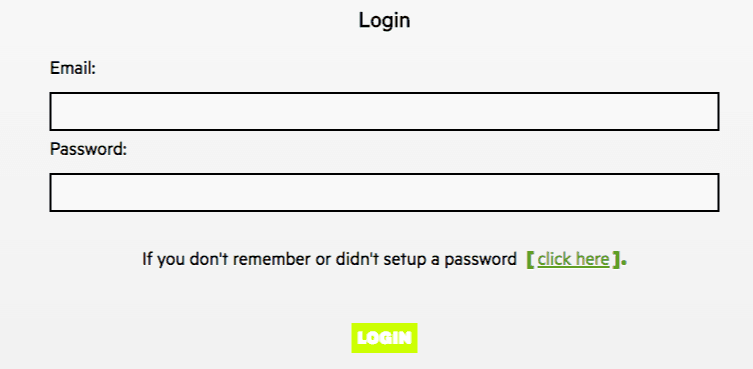 Login
Email:
Password:
If you don't remember or didn't setup a password [click here].
LOGIN